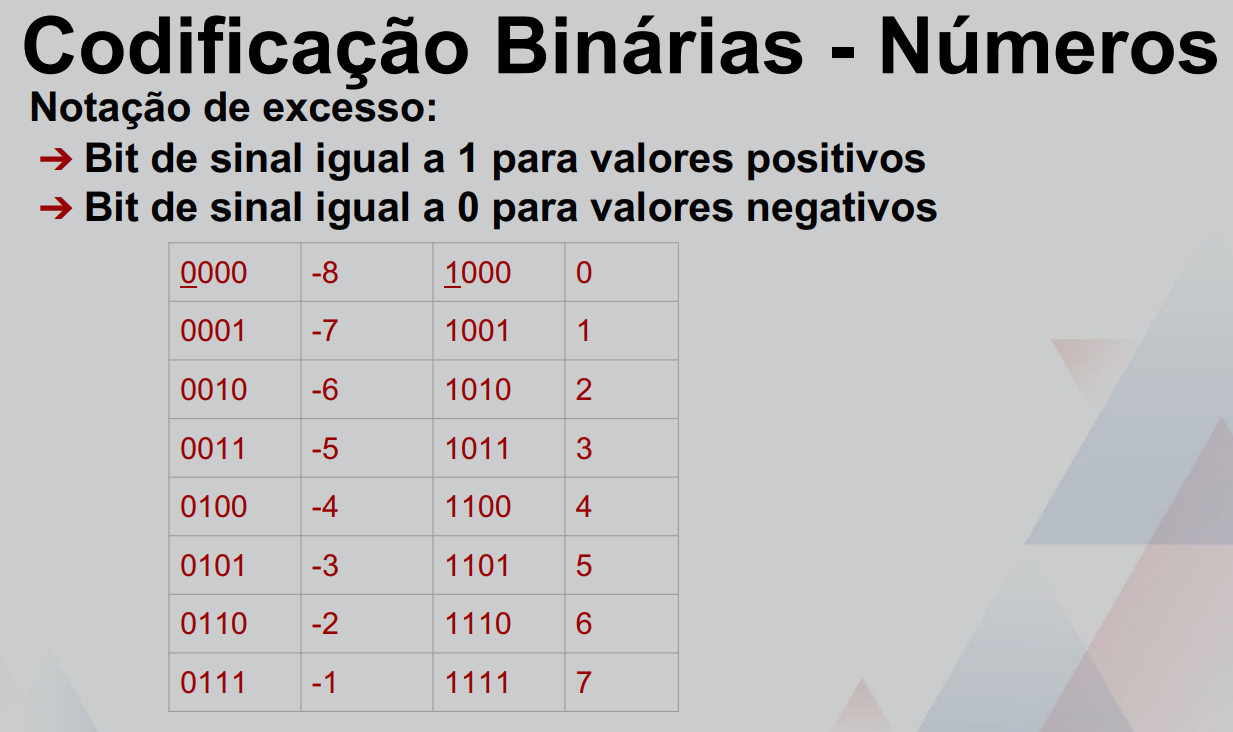 Codificação Binárias - Números
Notação de excesso:
➔ Bit de sinal igual a 1 para valores positivos
➔ Bit de sinal igual a 0 para valores negativos
0000 -8 1000 0
0001 -7 1001 1
0010 -6 1010 2
0011 -5 1011 3
0100 -4 1100 4
0101 -3 1101 5
0110 -2 1110 6
0111 -1 1111 7